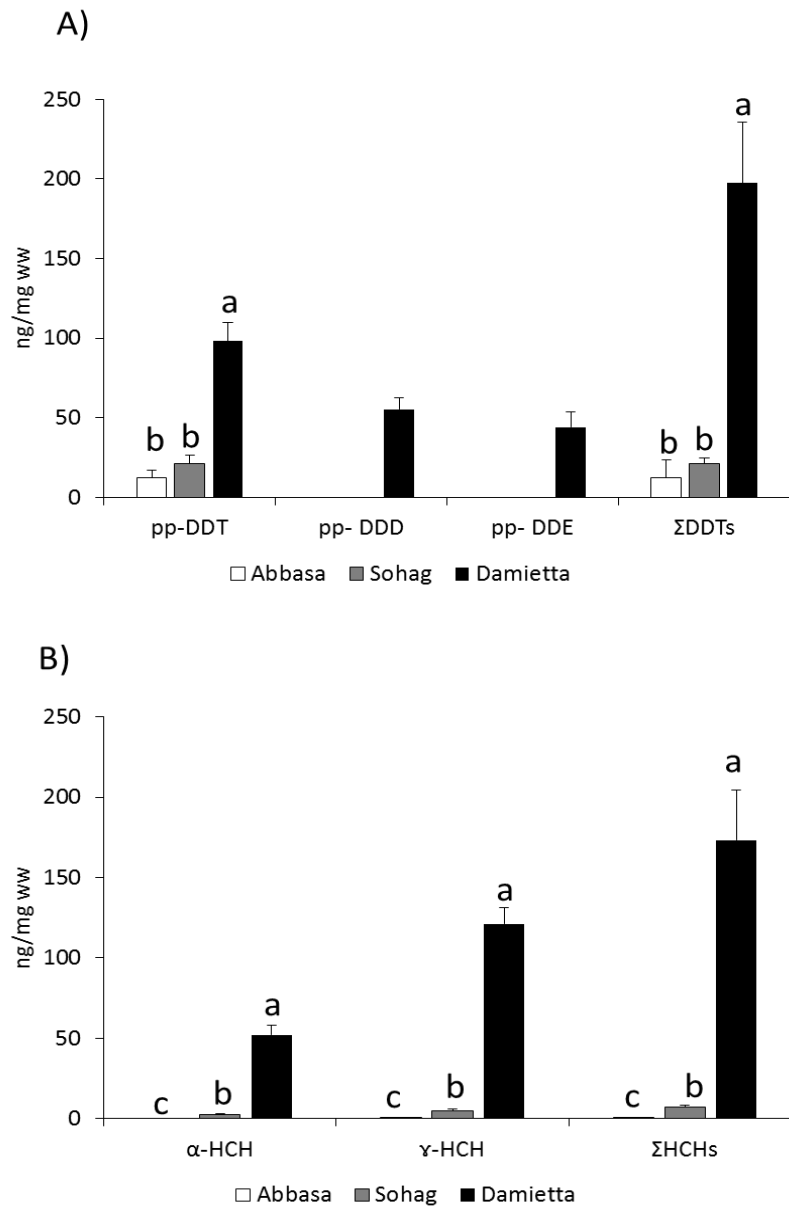 A)
250
200
150
100
50
0
ng/mg ww
b b a
b b a
pp-DDT pp- DDD pp- DDE ΣDDTs
Abbasa Sohag Damietta
B)
250
200
150
100
50
0
ng/mg ww
c b a
c b a
c b a
α-HCH ɤ-HCH ΣHCHs
Abbasa Sohag Damietta